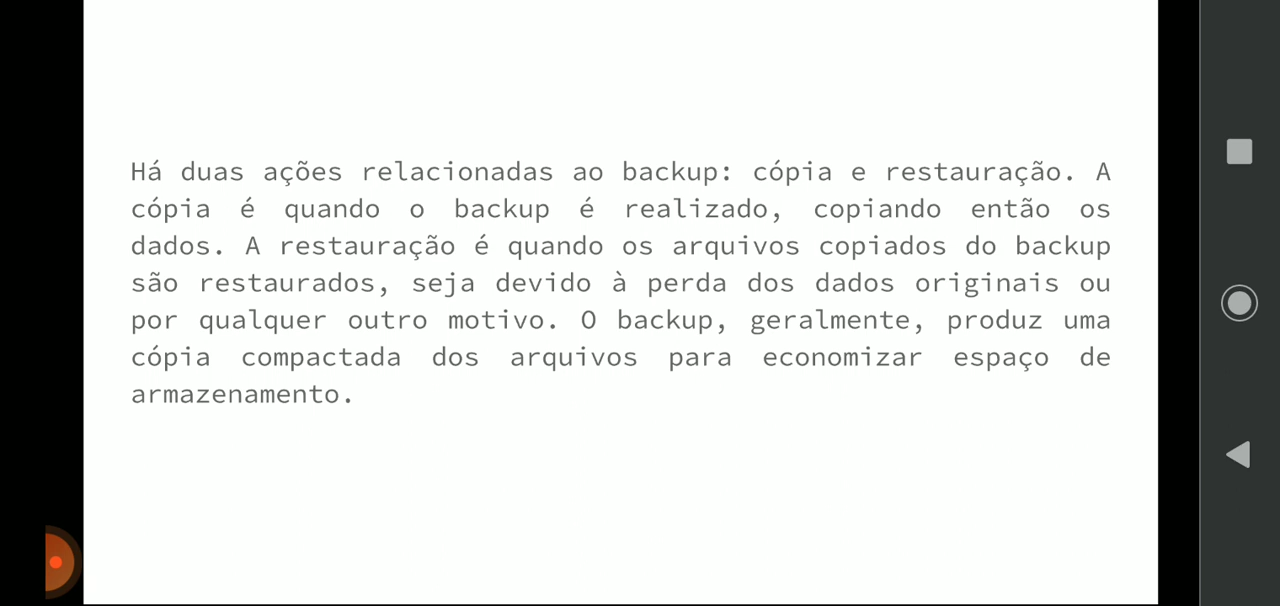 Há duas ações relacionadas ao backup: cópia e restauração. A
cópia é quando o backup é realizado, copiando então os
dados. A restauração é quando os arquivos copiados do backup
são restaurados, seja devido à perda dos dados originais ou
por qualquer outro motivo. O backup, geralmente, produz uma
cópia compactada dos arquivos para economizar espaço de
armazenamento.